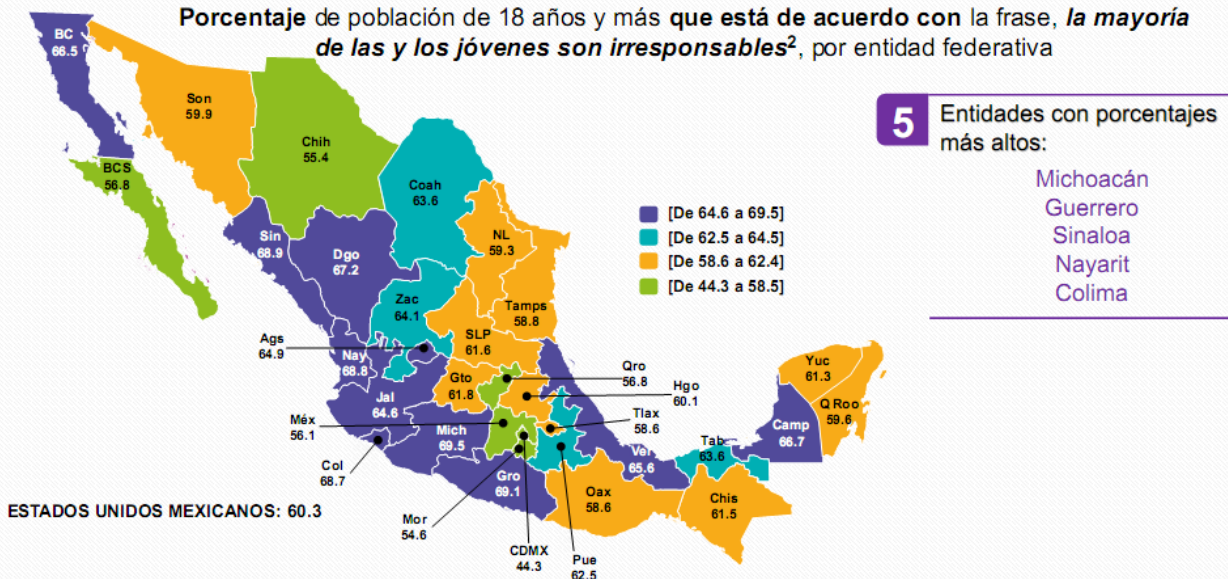 Porcentaje de población de 18 años y más que está de acuerdo con la frase, la mayoría
de las y los jóvenes son irresponsables², por entidad federativa
BC
66.5
Son
59.9
Chih
55.4
BCS
56.8
Coah
63.6
Sin
68.9
Dgo
67.2
NL
59.3
Zac
64.1
Tamps
58.8
SLP
61.6
Ags
64.9
Nay
68.8
Gto
61.8
Qro
56.8
Hgo
60.1
Tlax
58.6
Jal
64.6
Méx
56.1
Mich
69.5
Col
68.7
Gro
69.1
Mor
54.6
CDMX
44.3
Pue
62.5
Ver
65.6
Oax
58.6
Tab
63.6
Chis
61.5
Camp
66.7
Yuc
61.3
Q Roo
59.6
[De 64.6 a 69.5]
[De 62.5 a 64.5]
[De 58.6 a 62.4]
[De 44.3 a 58.5]
5 Entidades con porcentajes
más altos:
Michoacán
Guerrero
Sinaloa
Nayarit
Colima
ESTADOS UNIDOS MEXICANOS: 60.3